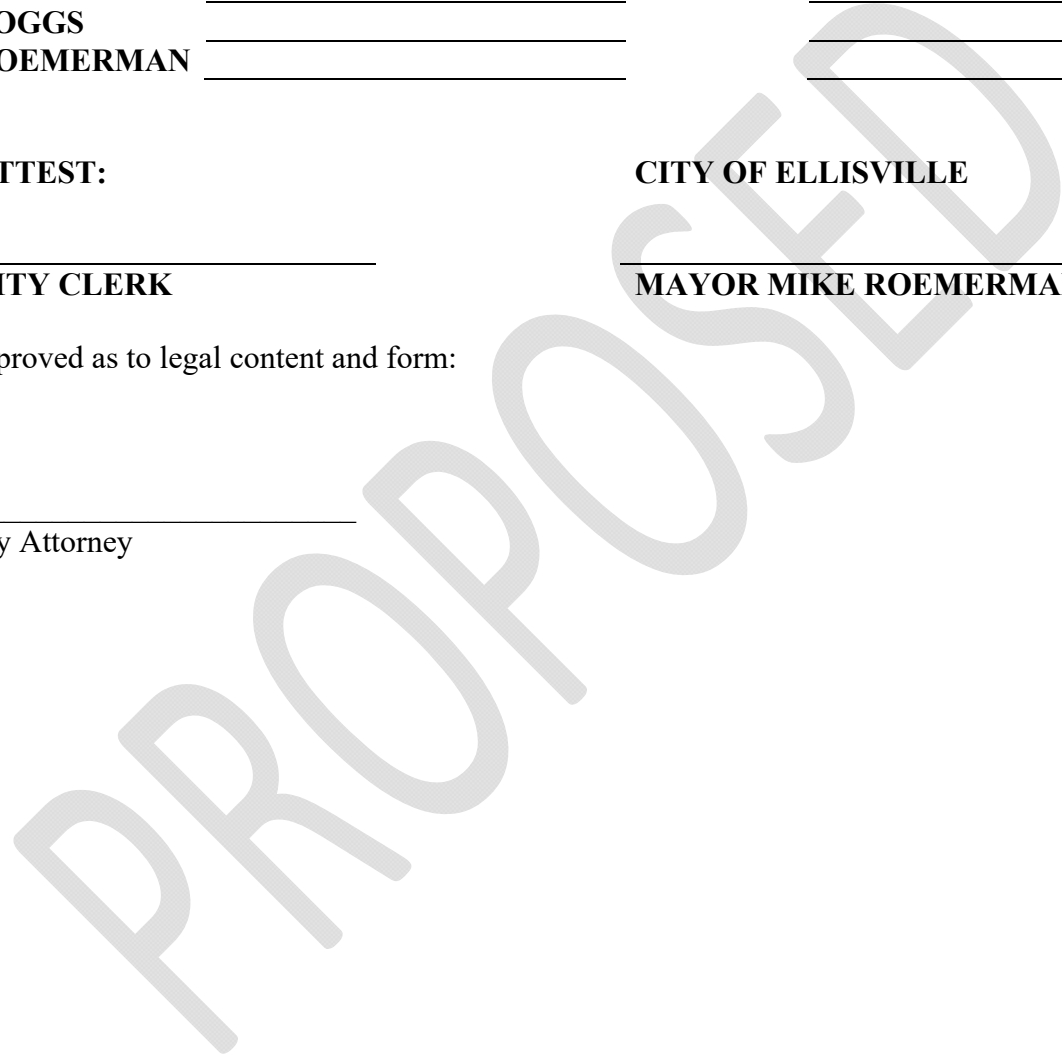 OGGS
OEMERMAN
TTEST:
CITY OF ELLISVILLE
ITY CLERK
MAYOR MIKE ROEMERMA
proved as to legal content and form:
y Attorney
PROPOSED